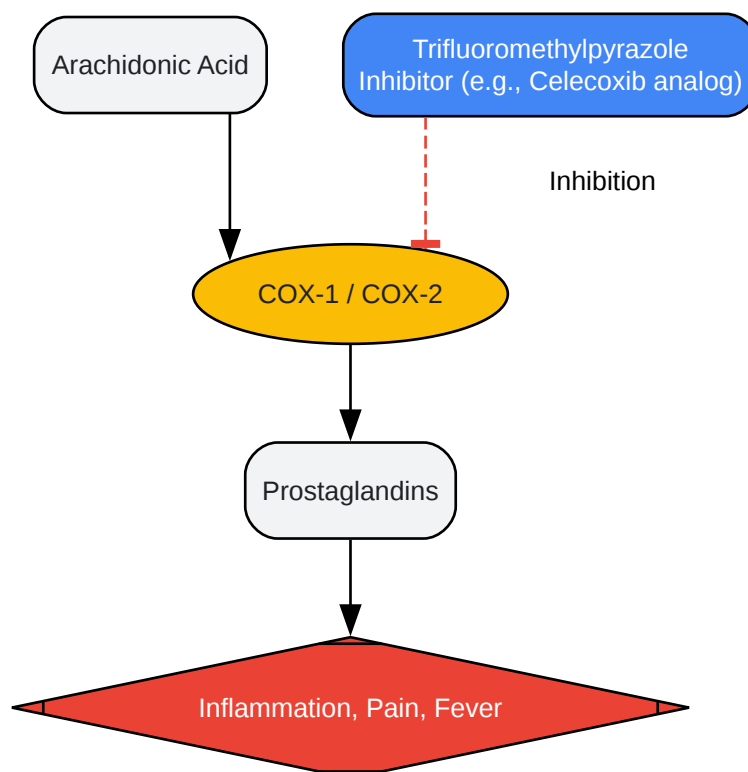 Arachidonic Acid
Trifluoromethylpyrazole
Inhibitor (e.g., Celecoxib analog)
Inhibition
COX-1 / COX-2
Prostaglandins
Inflammation, Pain, Fever